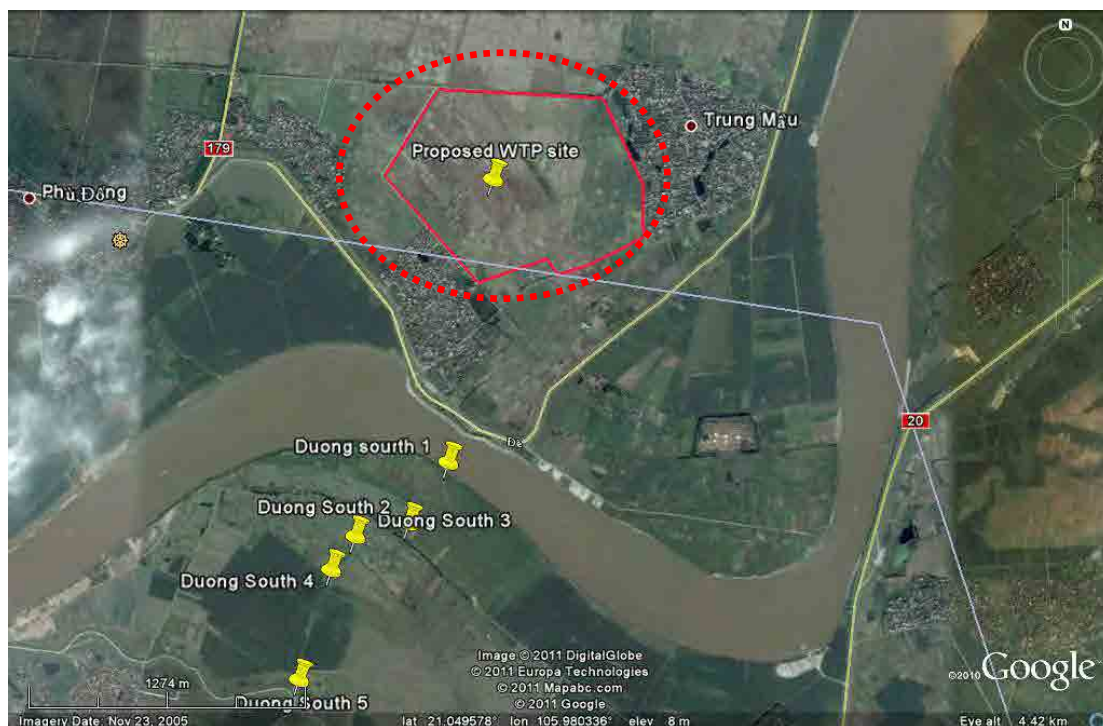 N
179
Trung Mầu
Proposed WTP site
Phù Đổng
20
Duong sourth 1
Đê
Duong South 2
Duong South 3
Duong South 4
1274 m
Duong South 5
Image © 2011 DigitalGlobe
© 2011 Europa Technologies
© 2011 Mapabc.com
© 2011 Google
©2010 Google
Imagery Date: Nov 23, 2005
lat 21.049578° lon 105.980336° elev 8 m
Eye alt 4.42 km